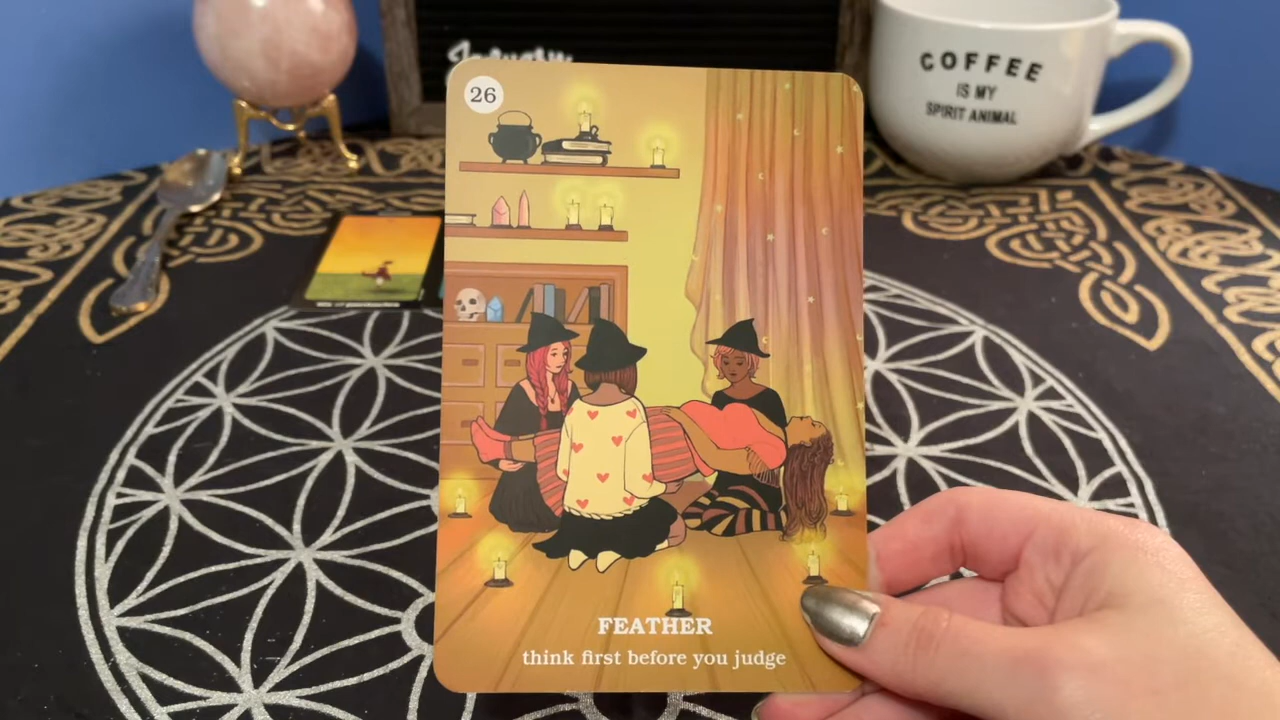 COFFEE
IS MY
SPIRIT ANIMAL
26
FEATHER
think first before you judge